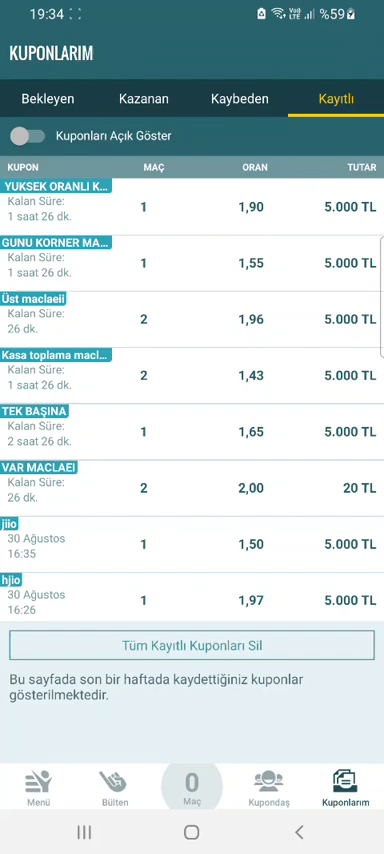 19:34 %59
KUPONLARIM
Bekleyen Kazanan Kaybeden Kayıtlı
Kuponları Açık Göster
KUPON MAÇ ORAN TUTAR
YUKSEK ORANLI K...
Kalan Süre:
1 saat 26 dk. 1 1,90 5.000 TL
GUNU KORNER MA...
Kalan Süre:
1 saat 26 dk. 1 1,55 5.000 TL
Üst maclaeii
Kalan Süre:
26 dk. 2 1,96 5.000 TL
Kasa toplama macl...
Kalan Süre:
1 saat 26 dk. 2 1,43 5.000 TL
TEK BAŞINA
Kalan Süre:
2 saat 26 dk. 1 1,65 5.000 TL
VAR MACLAEI
Kalan Süre:
26 dk. 2 2,00 20 TL
jiio
30 Ağustos
16:35 1 1,50 5.000 TL
hjio
30 Ağustos
16:26 1 1,97 5.000 TL
Tüm Kayıtlı Kuponları Sil
Bu sayfada son bir haftada kaydettiğiniz kuponlar
gösterilmektedir.
0
Menü Bülten Maç Kupondaş Kuponlarım